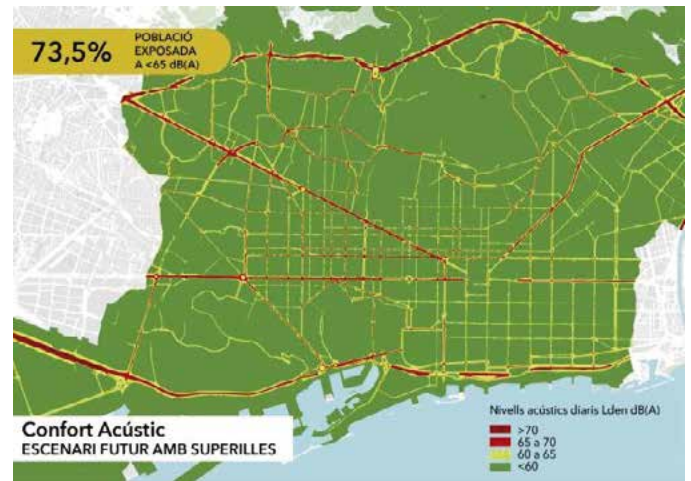 73,5%
POBLACIÓ
EXPOSADA
A <65 dB(A)
Confort Acústic
ESCENARI FUTUR AMB SUPERILLES
Nivells acústics diaris Lden dB(A)
>70
65 a 70
60 a 65
<60